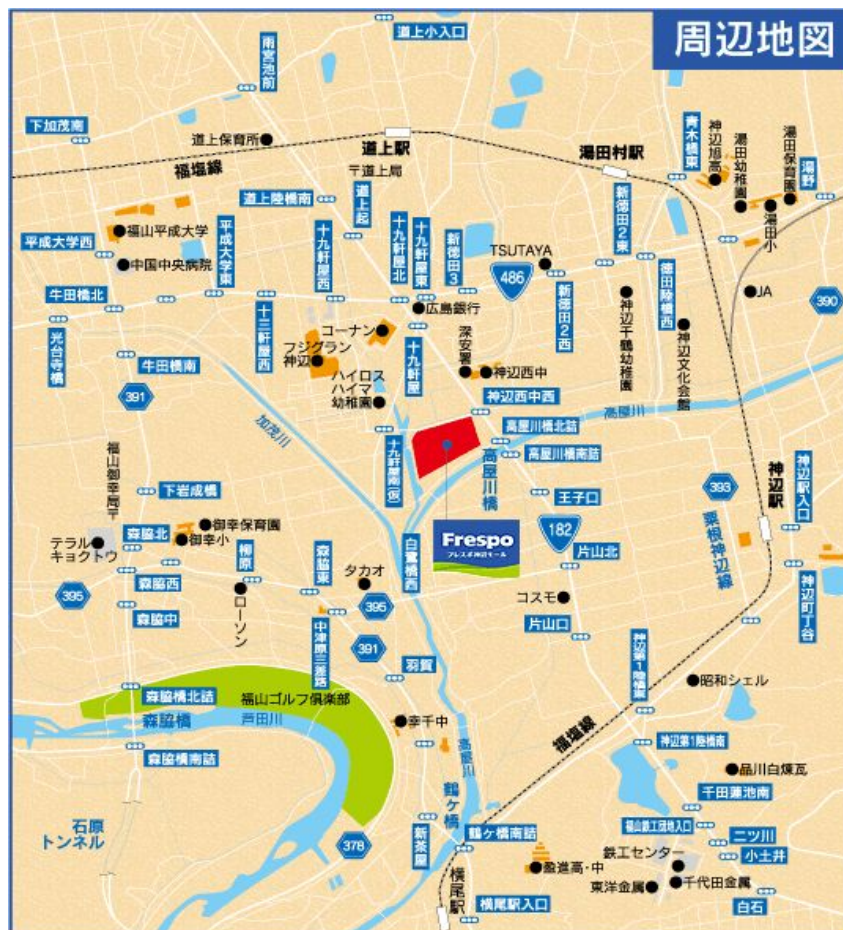 周辺地図
道上小入口
雨宮池前
下加茂南
道上保育所
道上駅
福塩線
〒道上局
湯田村駅
青木橋東
神辺旭高
湯田幼稚園
湯田保育園
湯野
湯田小
道上陸橋南
道上起
新徳田2東
福山平成大学
平成大学西
平成大学東
中国中央病院
十九軒屋西
十九軒屋北
十九軒屋東
新徳田3
TSUTAYA
486
新徳田2西
徳田陸橋西
JA
390
牛田橋北
光台寺橋
牛田橋南
十三軒屋西
広島銀行
コーナン
フジグラン
神辺
十九軒屋
深安署
神辺西中
神辺千鶴幼稚園
神辺文化会館
391
ハイロス
ハイマ
幼稚園
神辺西中西
加茂川
高屋川
高屋川橋北詰
高屋川橋南詰
高屋川橋
十九軒屋南(仮)
福山御幸局〒
下岩成橋
王子口
393
神辺駅
神辺駅入口
粟根神辺線
御幸保育園
御幸小
森脇北
テラル
キョクトウ
182
Frespo
フレスポ神辺モール
白鷺橋西
片山北
森脇西
柳原
森脇東
タカオ
395
395
森脇中
ローソン
コスモ
片山口
神辺町丁谷
中津原三差路
391
羽賀
神辺第1陸橋東
昭和シェル
森脇橋北詰
福山ゴルフ倶楽部
森脇橋
芦田川
幸千中
高屋川
福塩線
森脇橋南詰
神辺第1陸橋南
品川白煉瓦
鶴ヶ橋
千田蓮池南
石原
トンネル
378
新茶屋
鶴ヶ橋南詰
福山鉄工団地入口
二ツ川
鉄工センター
小土井
盈進高・中
千代田金属
東洋金属
横尾駅
横尾駅入口
白石